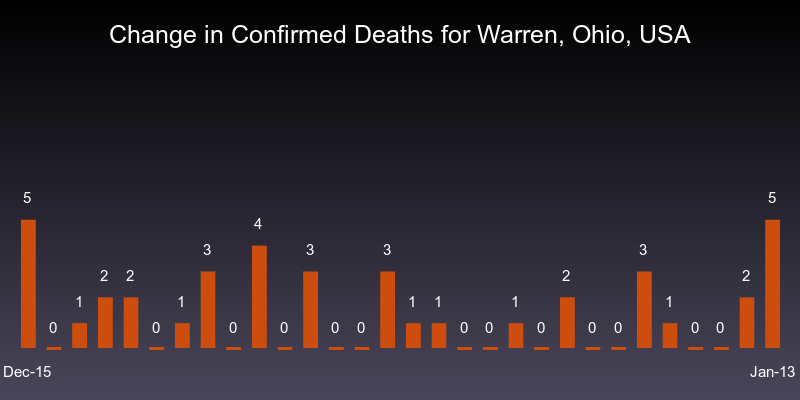 Change in Confirmed Deaths for Warren, Ohio, USA
5 0 1 2 2 0 1 3 0 4 0 3 0 0 3 1 1 0 0 1 0 2 0 0 3 1 0 0 2 5
Dec-15 Jan-13